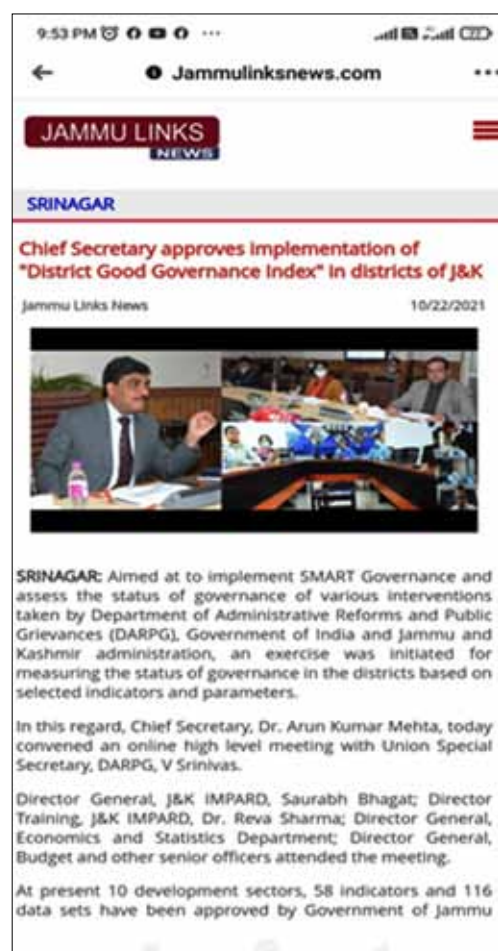 9:53 PM
Jammulinksnews.com
JAMMU LINKS
NEWS
SRINAGAR
Chief Secretary approves implementation of
"District Good Governance Index" in districts of J&K
Jammu Links News 10/22/2021
SRINAGAR: Aimed at to implement SMART Governance and
assess the status of governance of various interventions
taken by Department of Administrative Reforms and Public
Grievances (DARPG), Government of India and Jammu and
Kashmir administration, an exercise was initiated for
measuring the status of governance in the districts based on
selected indicators and parameters.
In this regard, Chief Secretary, Dr. Arun Kumar Mehta, today
convened an online high level meeting with Union Special
Secretary, DARPG, V Srinivas.
Director General, J&K IMPARD, Saurabh Bhagat; Director
Training, J&K IMPARD, Dr. Reva Sharma; Director General,
Economics and Statistics Department; Director General,
Budget and other senior officers attended the meeting.
At present 10 development sectors, 58 indicators and 116
data sets have been approved by Government of Jammu